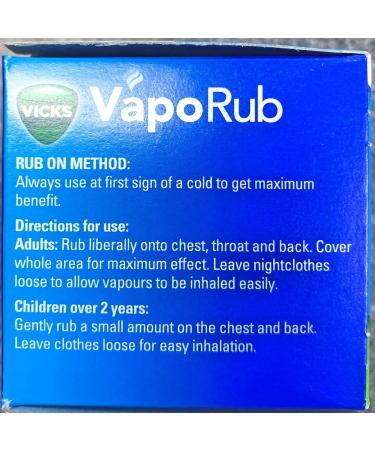 VICKS VapoRub
RUB ON METHOD:
Always use at first sign of a cold to get maximum
benefit.
Directions for use:
Adults: Rub liberally onto chest, throat and back. Cover
whole area for maximum effect. Leave nightclothes
loose to allow vapours to be inhaled easily.
Children over 2 years:
Gently rub a small amount on the chest and back.
Leave clothes loose for easy inhalation.